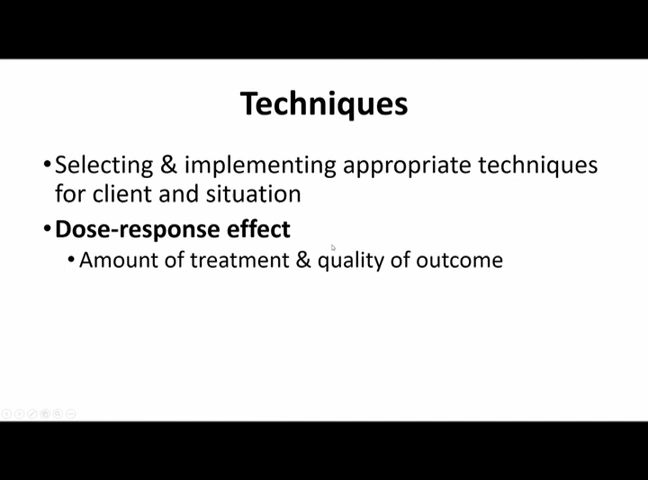 Techniques
•Selecting & implementing appropriate techniques
for client and situation
•Dose-response effect
•Amount of treatment & quality of outcome